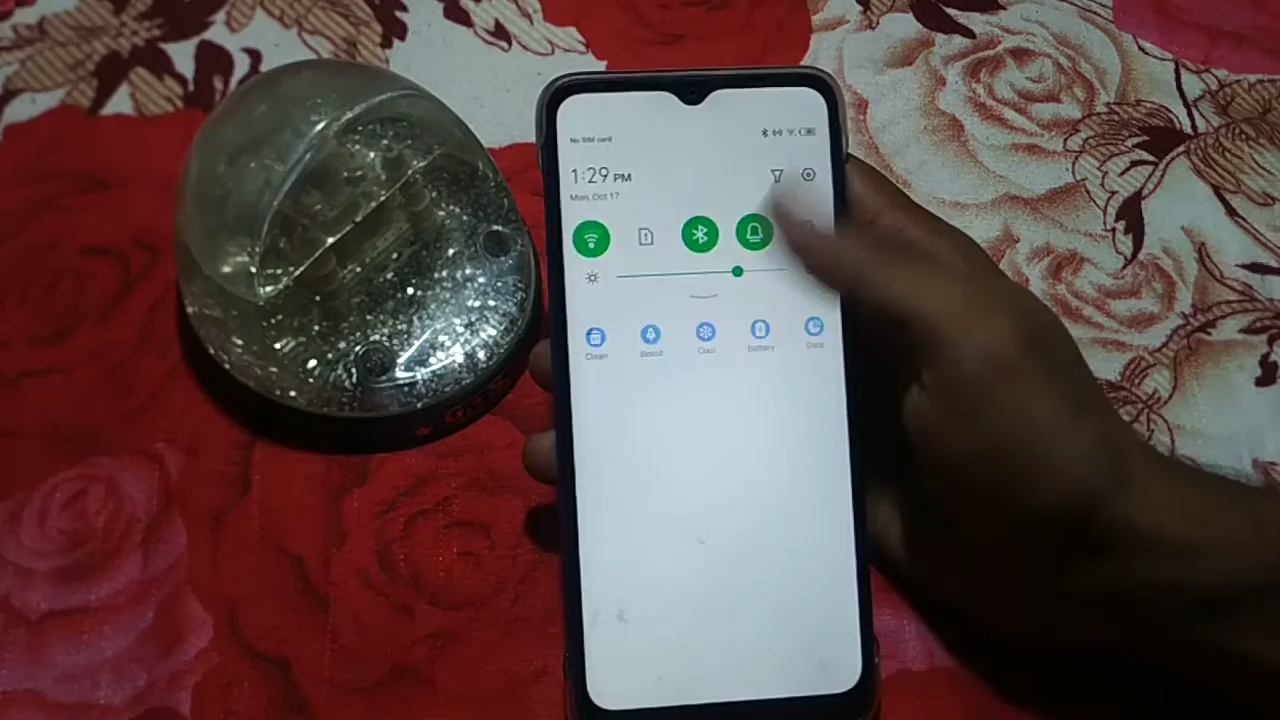 No SIM card
1:29 PM
Mon, Oct 17
Clean
Boost
Cool
Battery
Data